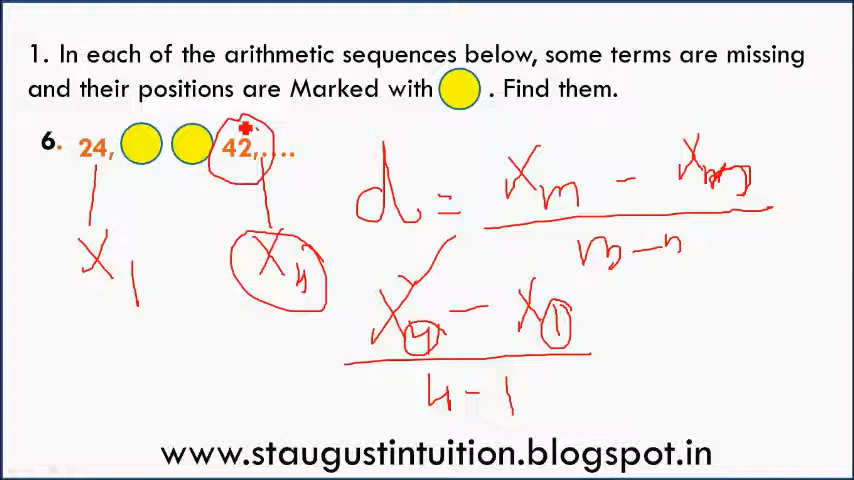 1. In each of the arithmetic sequences below, some terms are missing
and their positions are Marked with . Find them.
6. 24, 42,....
d = xm - xn
m - n
x1 x4
x4 - x1
4 - 1
www.staugustintuition.blogspot.in